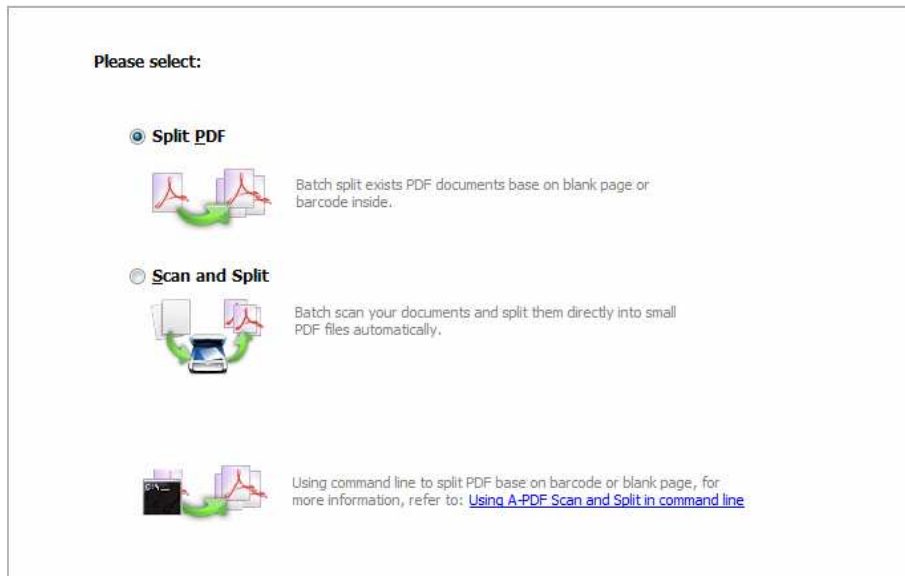 Please select:
Split PDF
Batch split exists PDF documents base on blank page or
barcode inside.
Scan and Split
Batch scan your documents and split them directly into small
PDF files automatically.
C:\_
Using command line to split PDF base on barcode or blank page, for
more information, refer to: Using A-PDF Scan and Split in command line